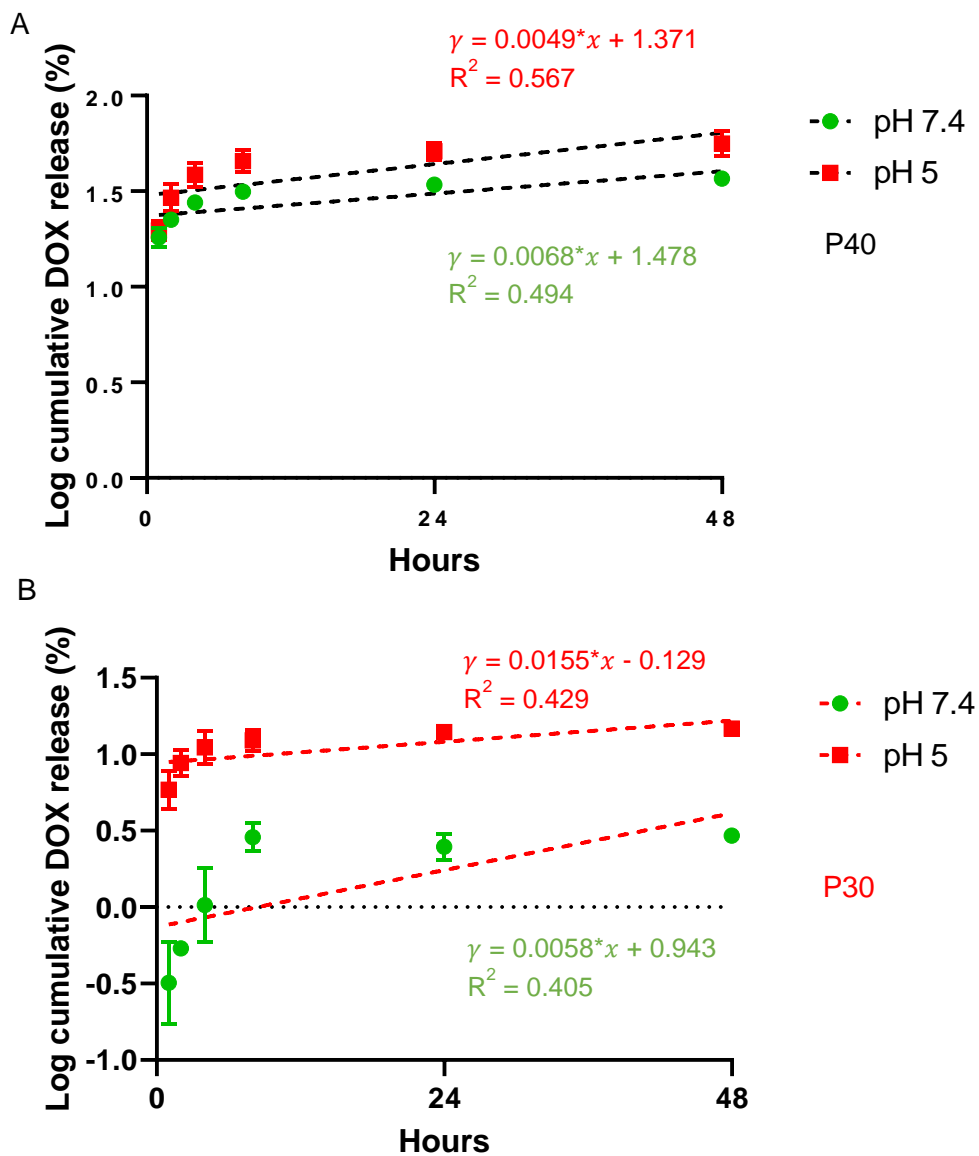 A
γ = 0.0049*x + 1.371
R² = 0.567
Log cumulative DOX release (%)
2.0
1.5
1.0
0.5
0.0
0
24
48
Hours
pH 7.4
pH 5
P40
γ = 0.0068*x + 1.478
R² = 0.494
B
γ = 0.0155*x - 0.129
R² = 0.429
Log cumulative DOX release (%)
1.5
1.0
0.5
0.0
-0.5
-1.0
0
24
48
Hours
pH 7.4
pH 5
P30
γ = 0.0058*x + 0.943
R² = 0.405